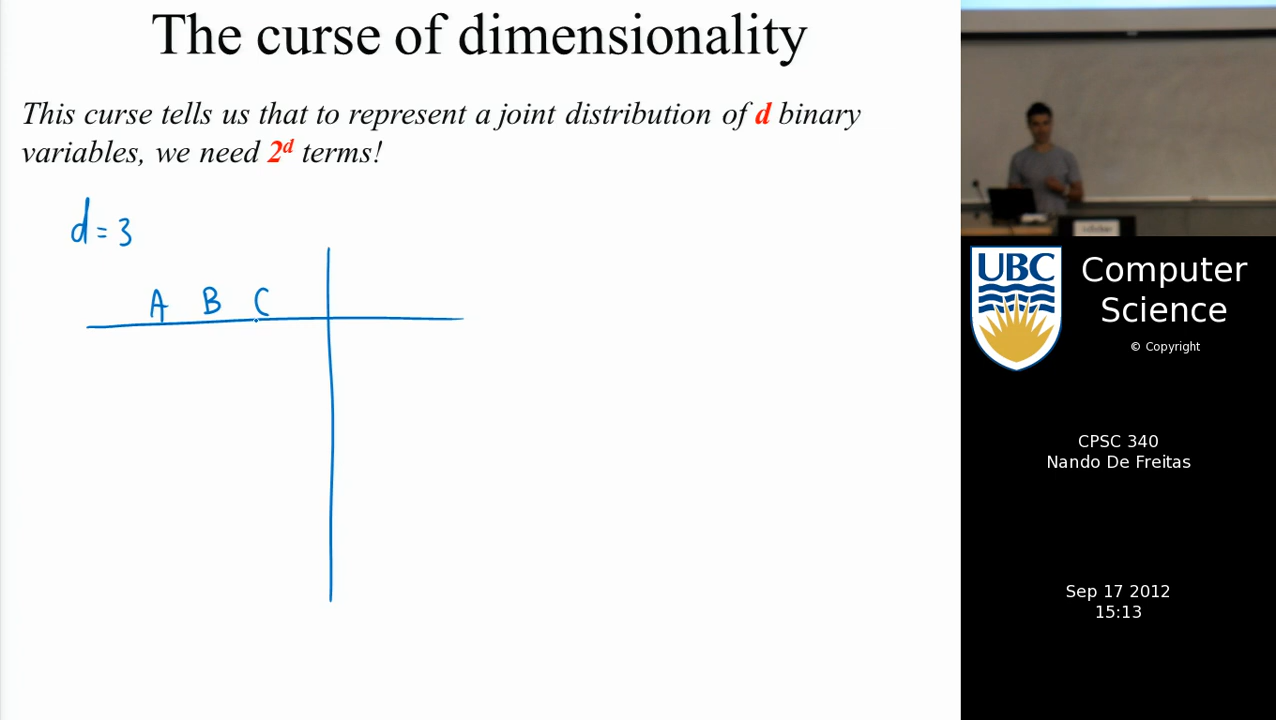 The curse of dimensionality
This curse tells us that to represent a joint distribution of d binary
variables, we need 2^d terms!
d = 3
A B C
UBC
Computer
Science
© Copyright
CPSC 340
Nando De Freitas
Sep 17 2012
15:13